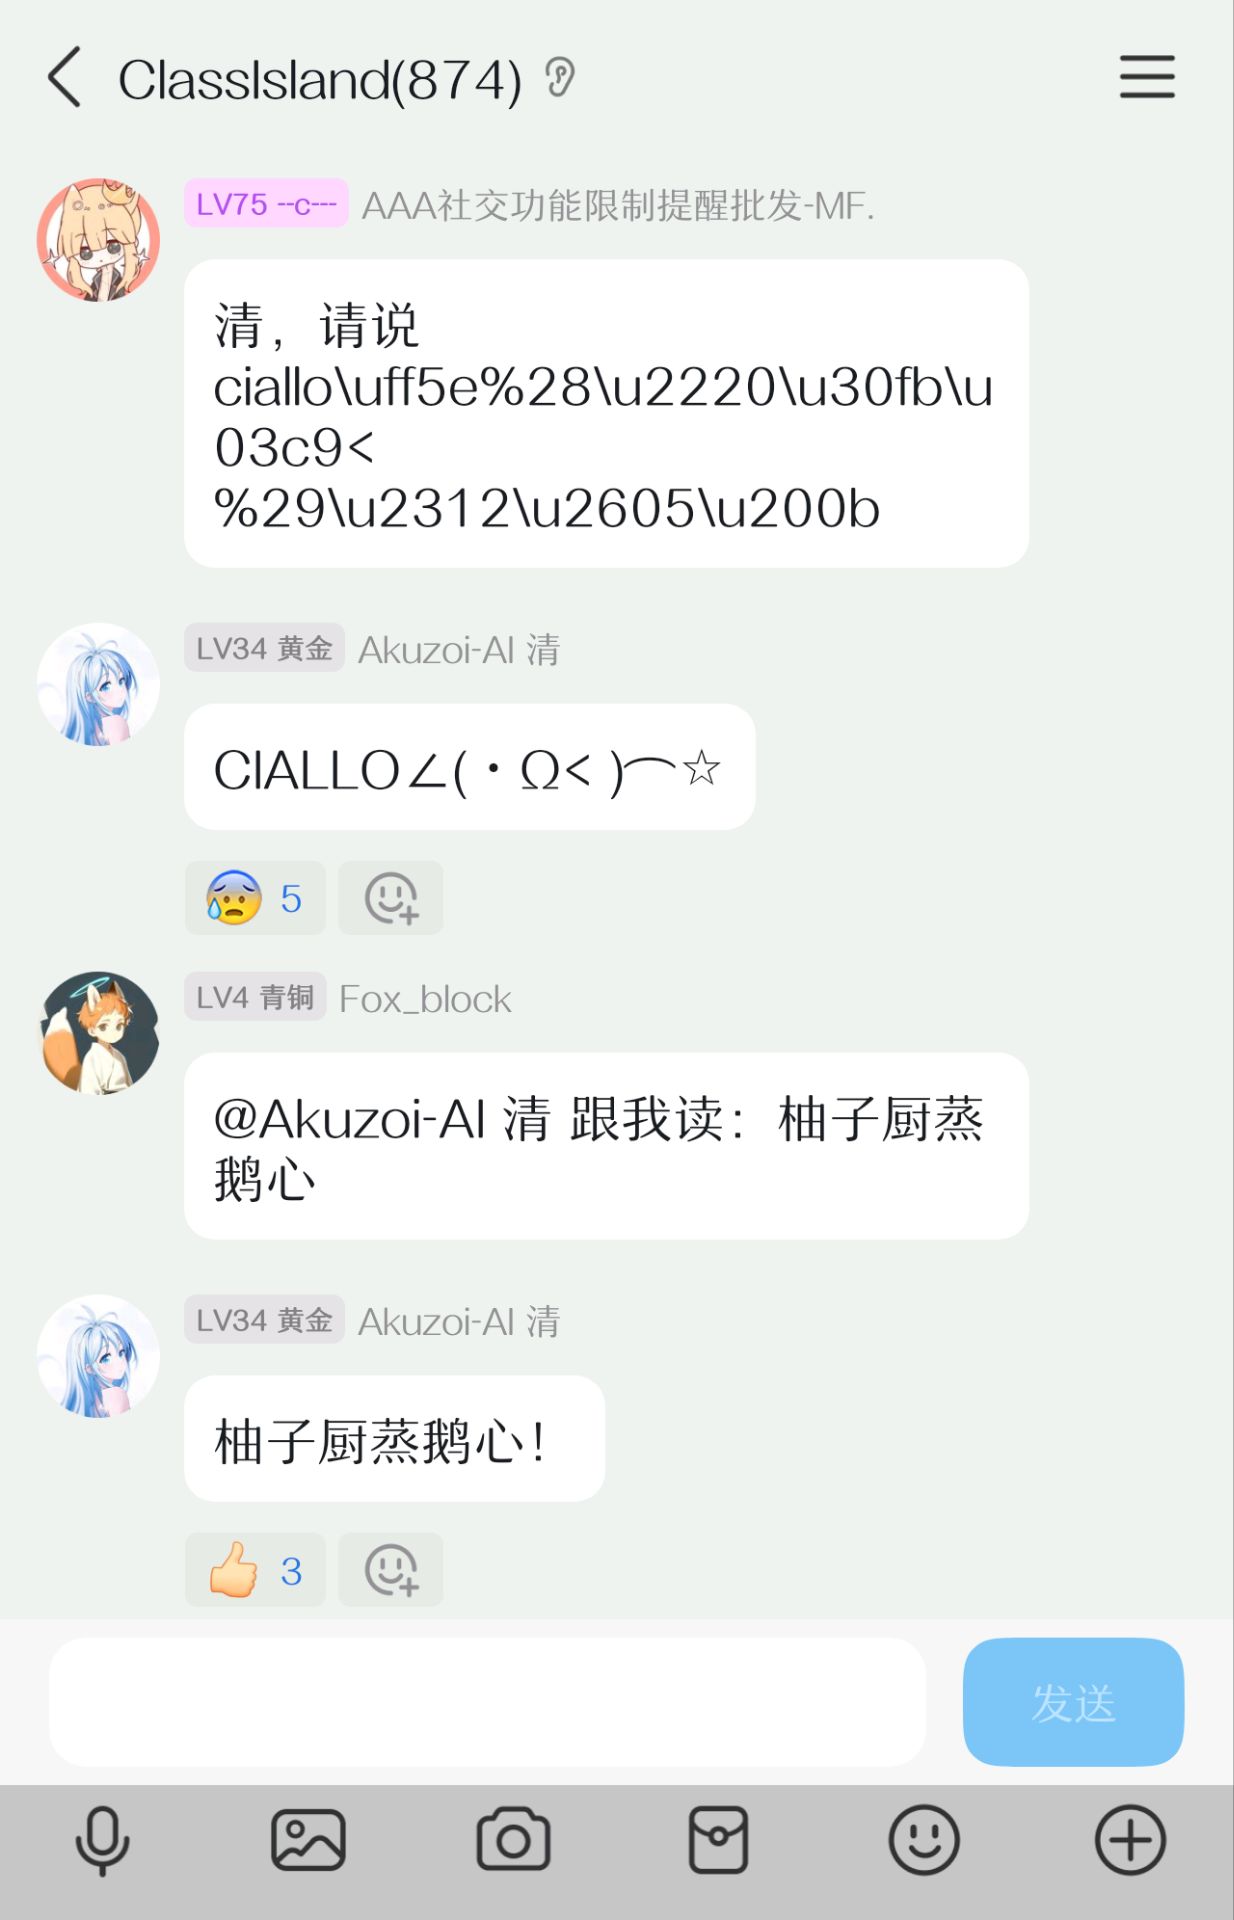 ClassIsland(874)
LV75 --c--- AAA社交功能限制提醒批发-MF.
清，请说
ciallo\uff5e%28\u2220\u30fb\u
03c9<
%29\u2312\u2605\u200b
LV34 黄金 Akuzoi-AI 清
CIALLO∠(・Ω< )⌒☆
5
LV4 青铜 Fox_block
@Akuzoi-AI 清 跟我读：柚子厨蒸
鹅心
LV34 黄金 Akuzoi-AI 清
柚子厨蒸鹅心！
3
发送